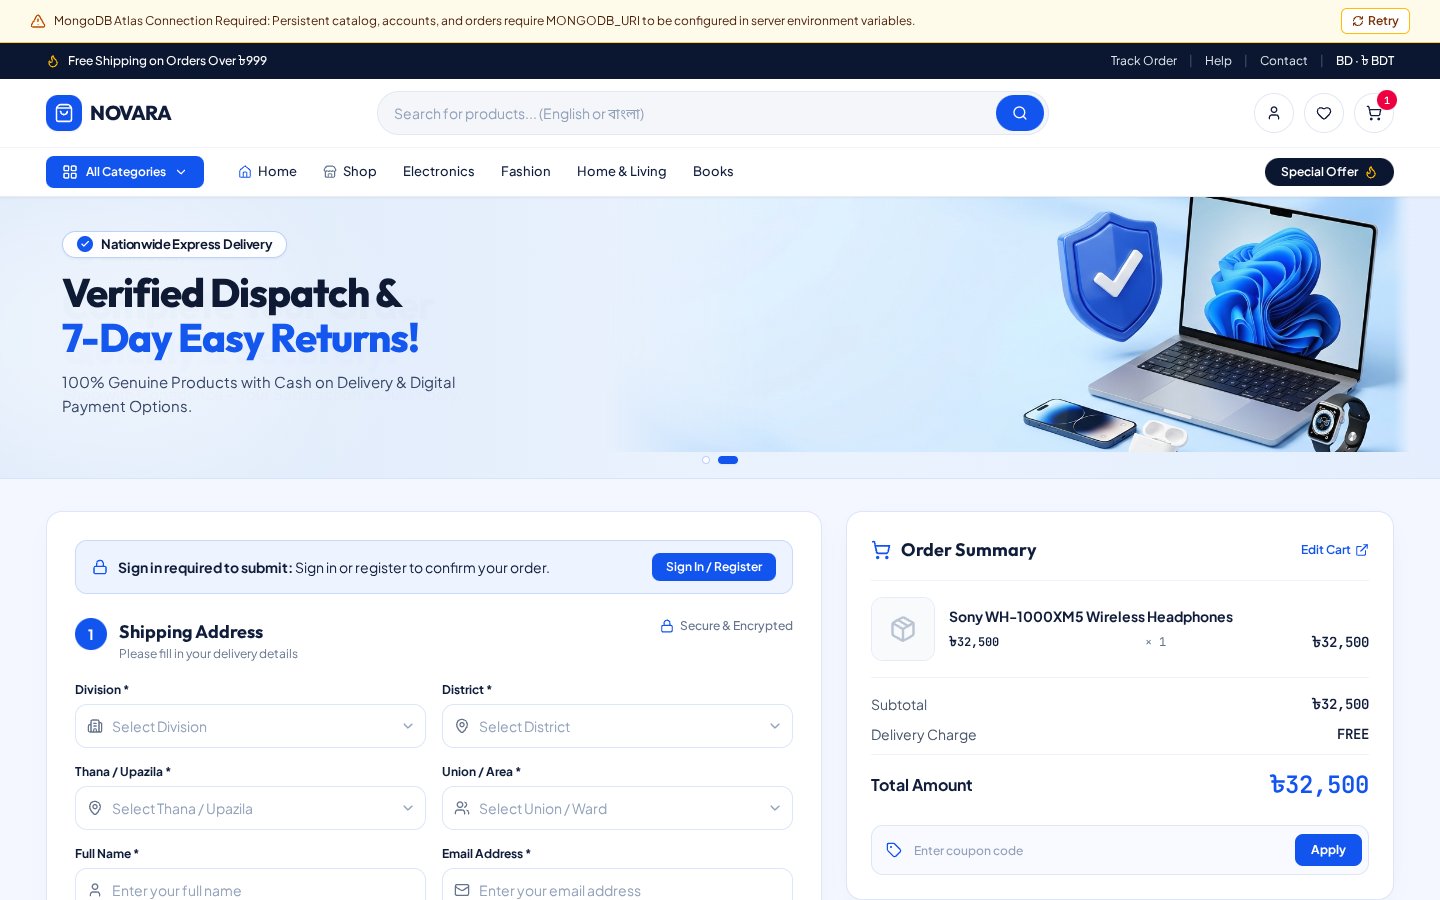 MongoDB Atlas Connection Required: Persistent catalog, accounts, and orders require MONGODB_URI to be configured in server environment variables.
Retry
Free Shipping on Orders Over ৳999
Track Order | Help | Contact | BD · ৳ BDT
NOVARA
Search for products... (English or বাংলা)
1
All Categories
Home
Shop
Electronics
Fashion
Home & Living
Books
Special Offer
Nationwide Express Delivery
Verified Dispatch &
7-Day Easy Returns!
100% Genuine Products with Cash on Delivery & Digital
Payment Options.
Sign in required to submit: Sign in or register to confirm your order.
Sign In / Register
1
Shipping Address
Please fill in your delivery details
Secure & Encrypted
Division *
District *
Select Division
Select District
Thana / Upazila *
Union / Area *
Select Thana / Upazila
Select Union / Ward
Full Name *
Email Address *
Enter your full name
Enter your email address
Order Summary
Edit Cart
Sony WH-1000XM5 Wireless Headphones
৳32,500 × 1 ৳32,500
Subtotal ৳32,500
Delivery Charge FREE
Total Amount ৳32,500
Enter coupon code
Apply